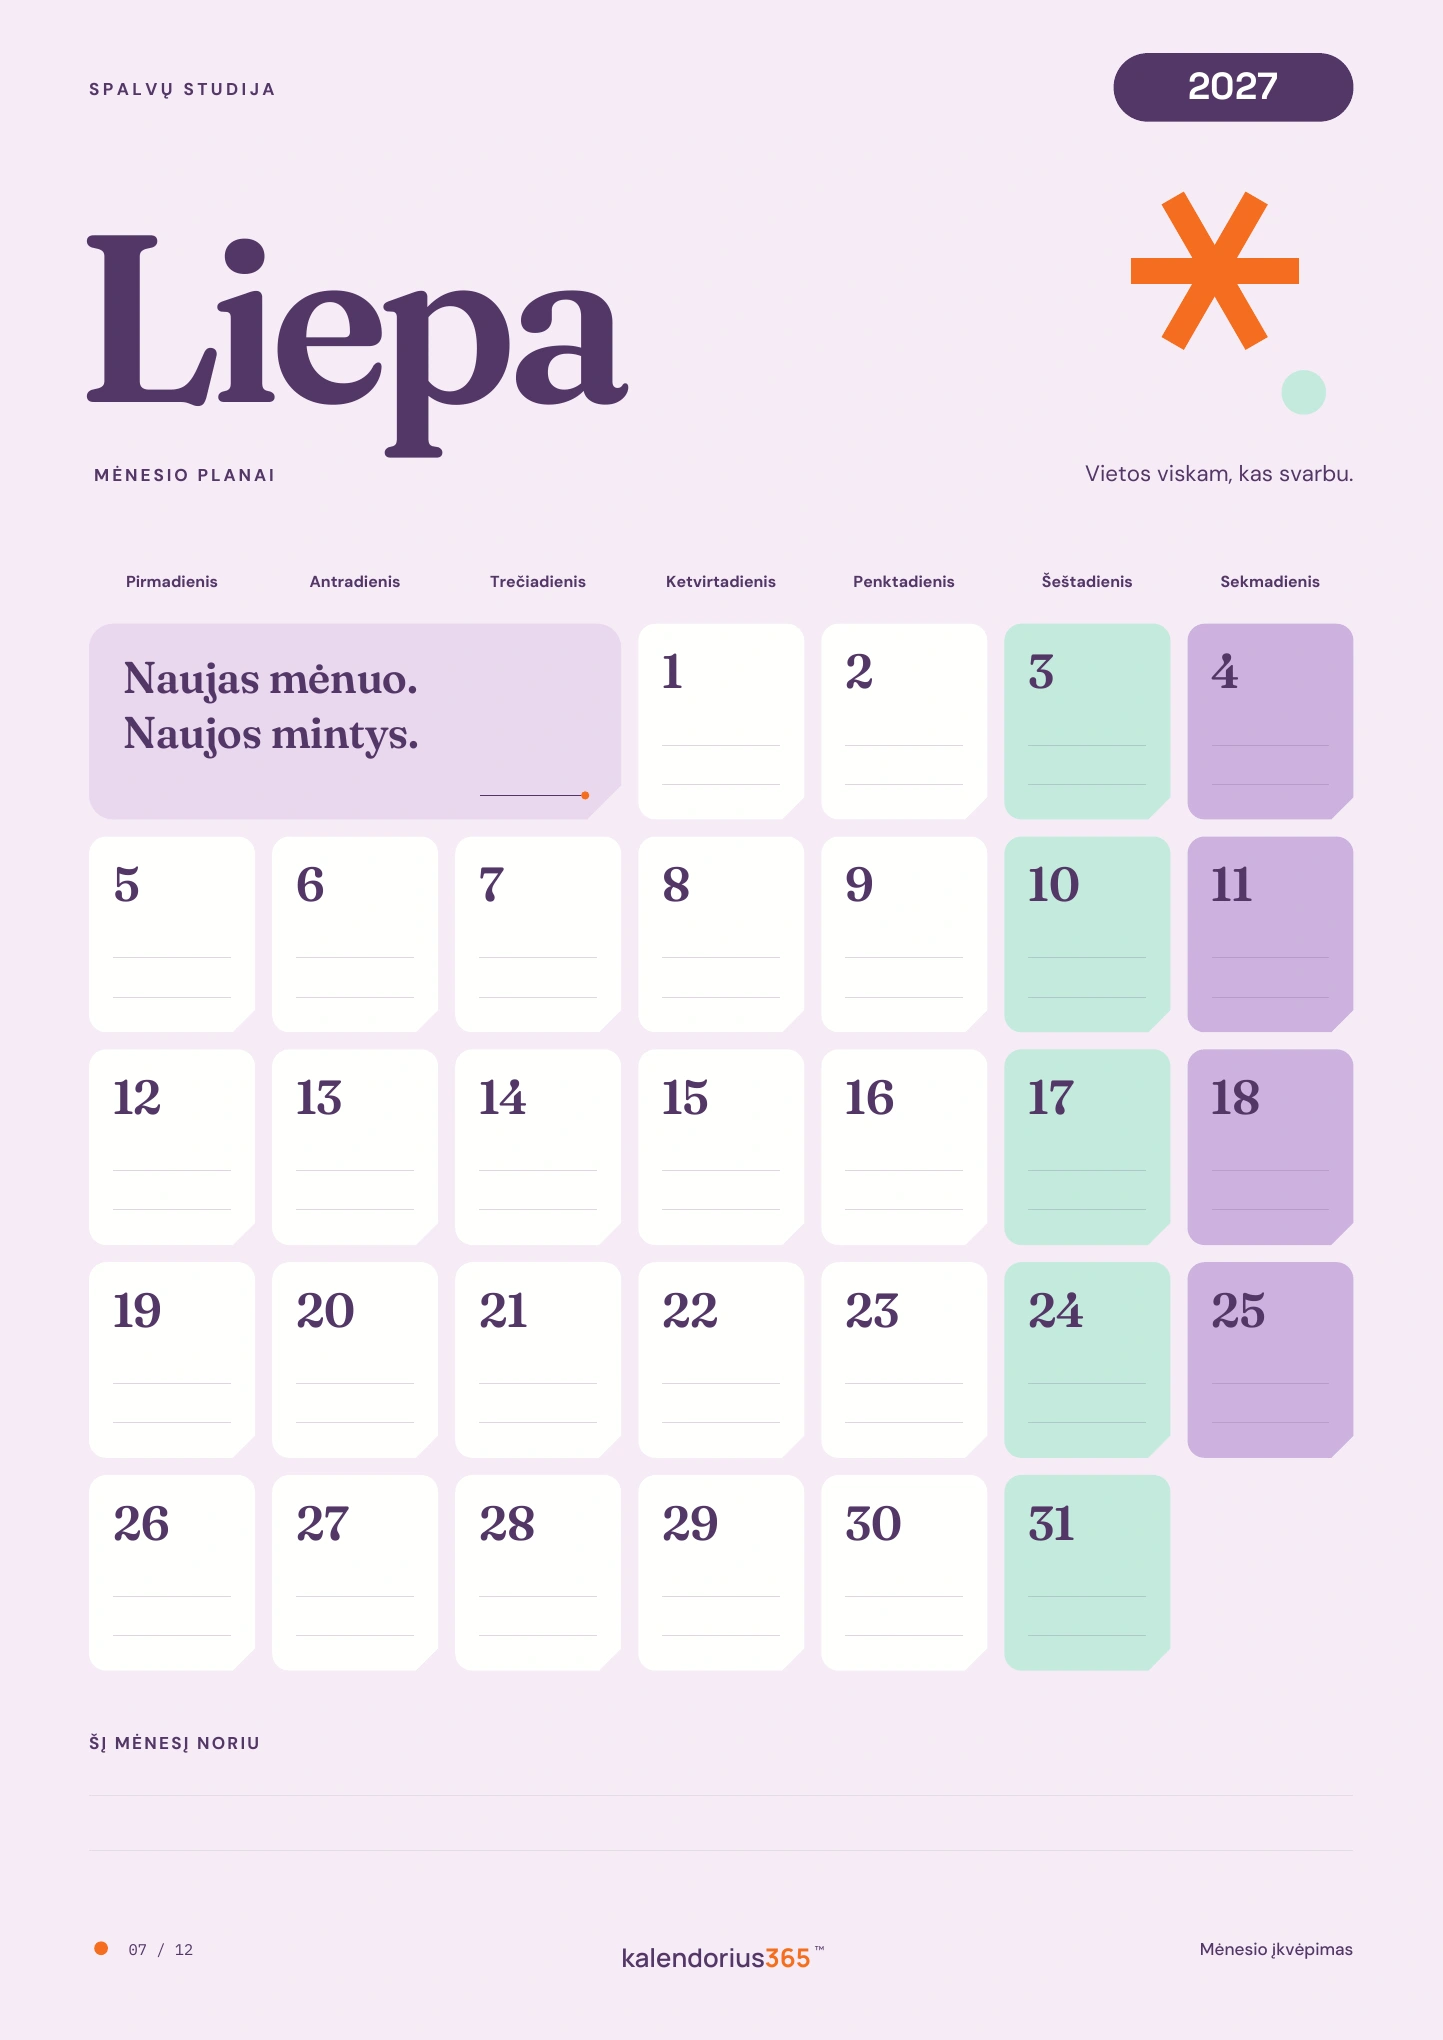 SPALVŲ STUDIJA
2027
Liepa
MĖNESIO PLANAI
Vietos viskam, kas svarbu.
Pirmadienis Antradienis Trečiadienis Ketvirtadienis Penktadienis Šeštadienis Sekmadienis
Naujas mėnuo.
Naujos mintys.
1 2 3 4
5 6 7 8 9 10 11
12 13 14 15 16 17 18
19 20 21 22 23 24 25
26 27 28 29 30 31
ŠĮ MĖNESĮ NORIU
07 / 12
kalendorius365™
Mėnesio įkvėpimas